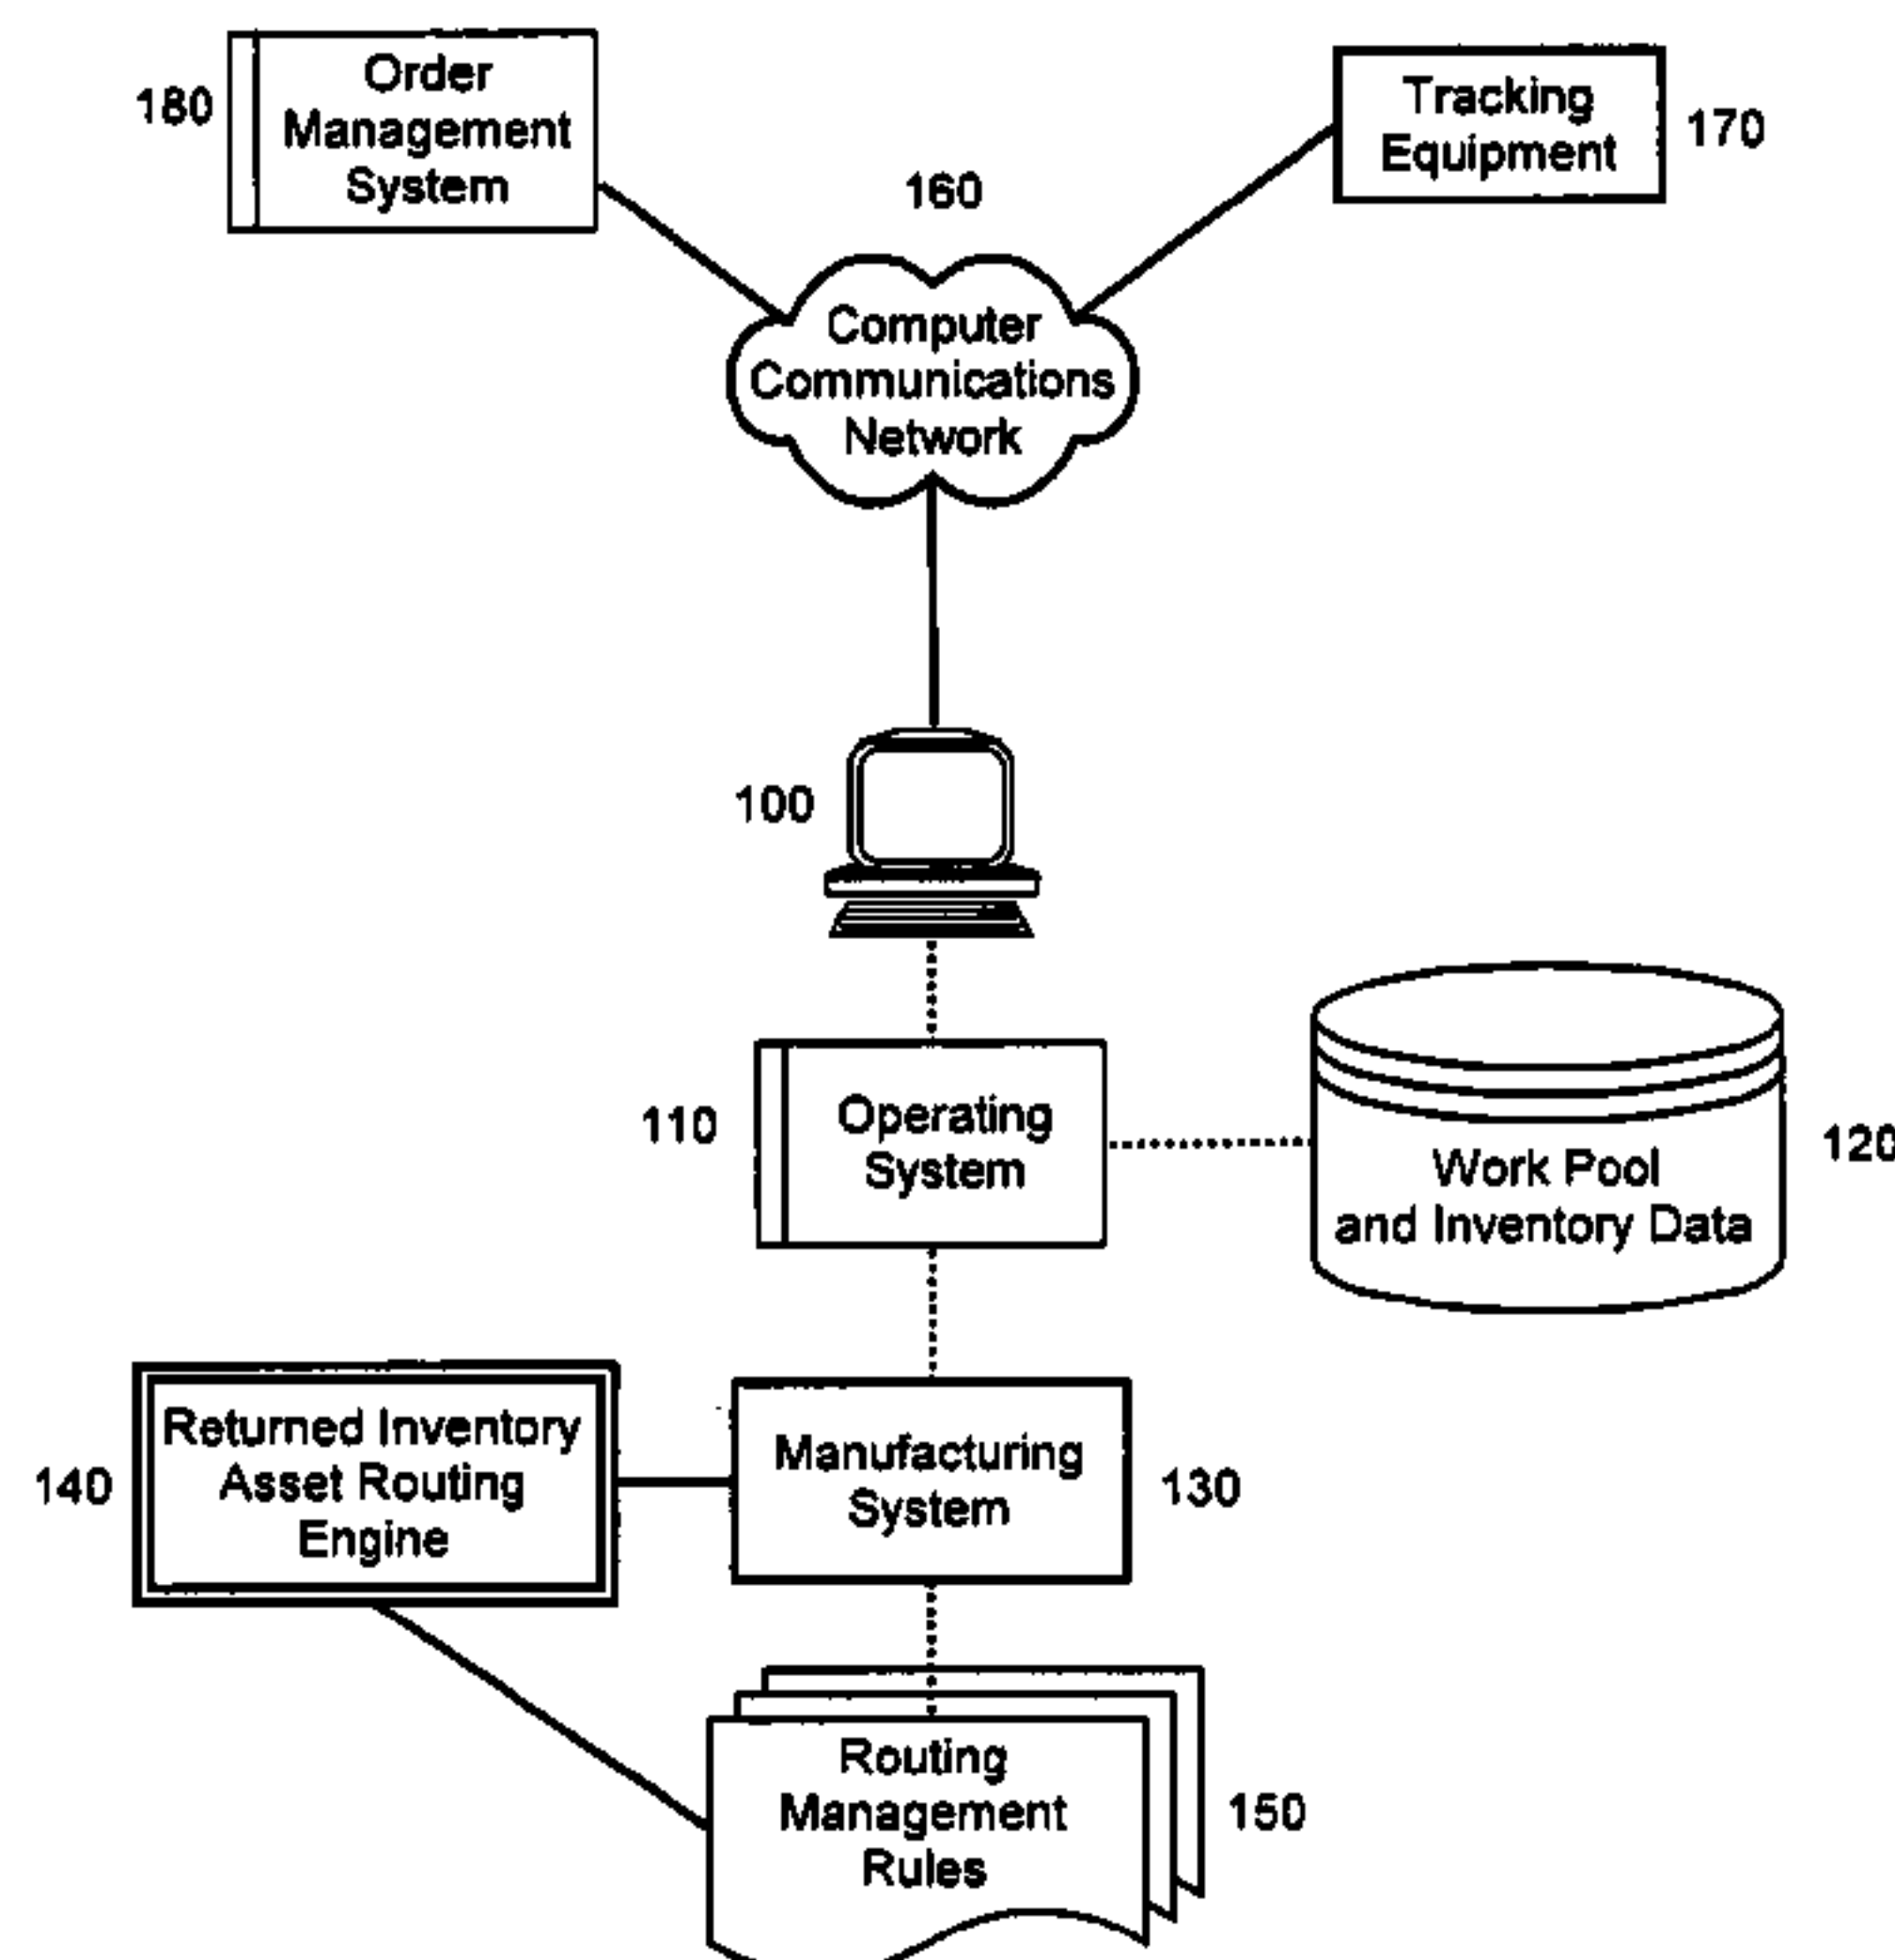 180
Order
Management
System
Tracking
Equipment
170
160
Computer
Communications
Network
100
110
Operating
System
Work Pool
and Inventory Data
120
140
Returned Inventory
Asset Routing
Engine
Manufacturing
System
130
Routing
Management
Rules
150